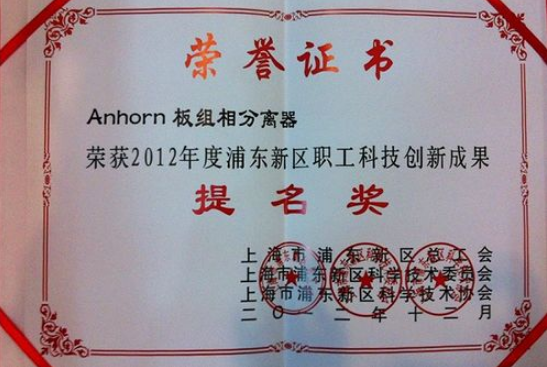 荣誉证书
Anhorn 板组相分离器
荣获2012年度浦东新区职工科技创新成果
提名奖
上海市浦东新区总工会
上海市浦东新区科学技术委员会
上海市浦东新区科学技术协会
二〇一二年十二月